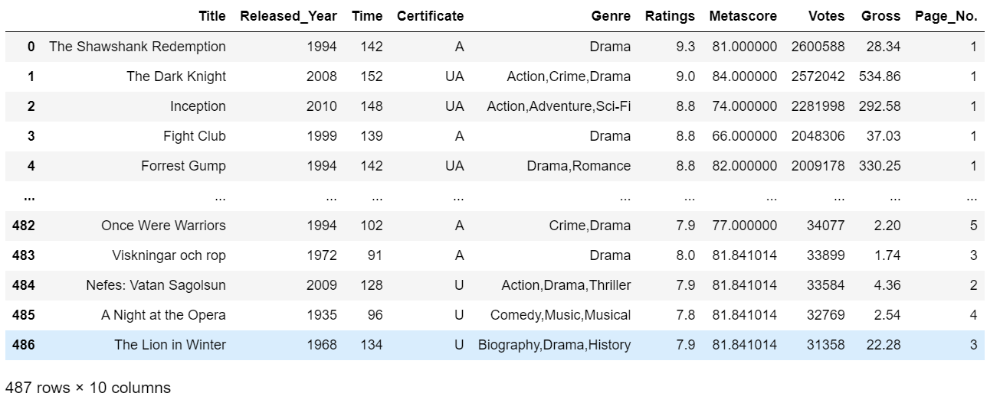 Title Released_Year Time Certificate Genre Ratings Metascore Votes Gross Page_No.
0 The Shawshank Redemption 1994 142 A Drama 9.3 81.000000 2600588 28.34 1
1 The Dark Knight 2008 152 UA Action,Crime,Drama 9.0 84.000000 2572042 534.86 1
2 Inception 2010 148 UA Action,Adventure,Sci-Fi 8.8 74.000000 2281998 292.58 1
3 Fight Club 1999 139 A Drama 8.8 66.000000 2048306 37.03 1
4 Forrest Gump 1994 142 UA Drama,Romance 8.8 82.000000 2009178 330.25 1
... ... ... ... ... ... ... ... ... ... ...
482 Once Were Warriors 1994 102 A Crime,Drama 7.9 77.000000 34077 2.20 5
483 Viskningar och rop 1972 91 A Drama 8.0 81.841014 33899 1.74 3
484 Nefes: Vatan Sagolsun 2009 128 U Action,Drama,Thriller 7.9 81.841014 33584 4.36 2
485 A Night at the Opera 1935 96 U Comedy,Music,Musical 7.8 81.841014 32769 2.54 4
486 The Lion in Winter 1968 134 U Biography,Drama,History 7.9 81.841014 31358 22.28 3
487 rows × 10 columns